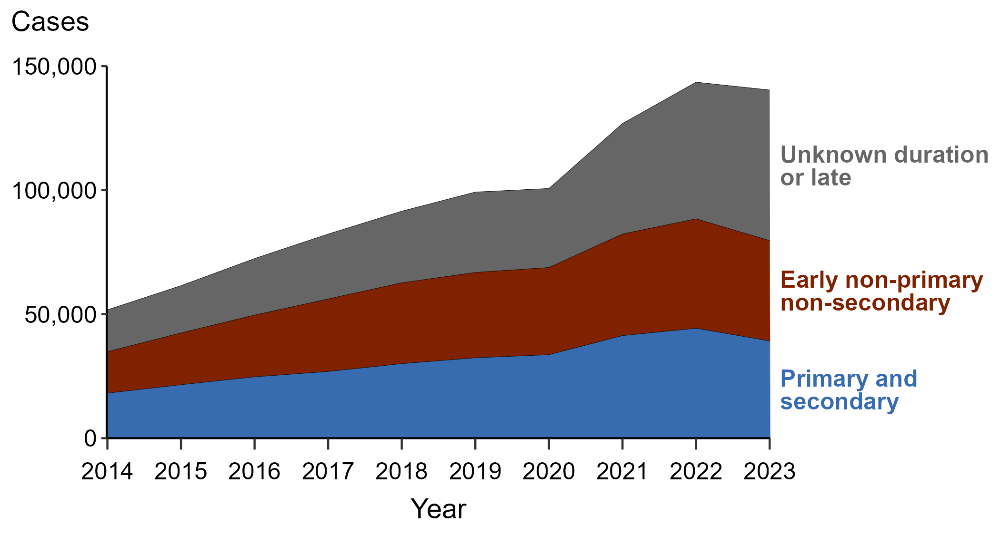 Cases
150,000
100,000
50,000
0
2014 2015 2016 2017 2018 2019 2020 2021 2022 2023
Year
Unknown duration
or late
Early non-primary
non-secondary
Primary and
secondary